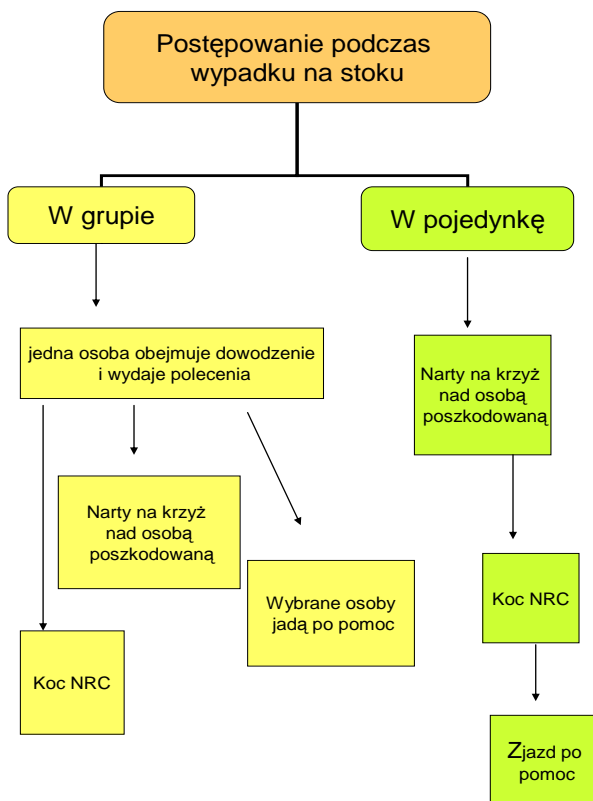 Postępowanie podczas
wypadku na stoku
W grupie
W pojedynkę
jedna osoba obejmuje dowodzenie
i wydaje polecenia
Narty na krzyż
nad osobą
poszkodowaną
Narty na krzyż
nad osobą
poszkodowaną
Wybrane osoby
jadą po pomoc
Koc NRC
Koc NRC
Zjazd po
pomoc